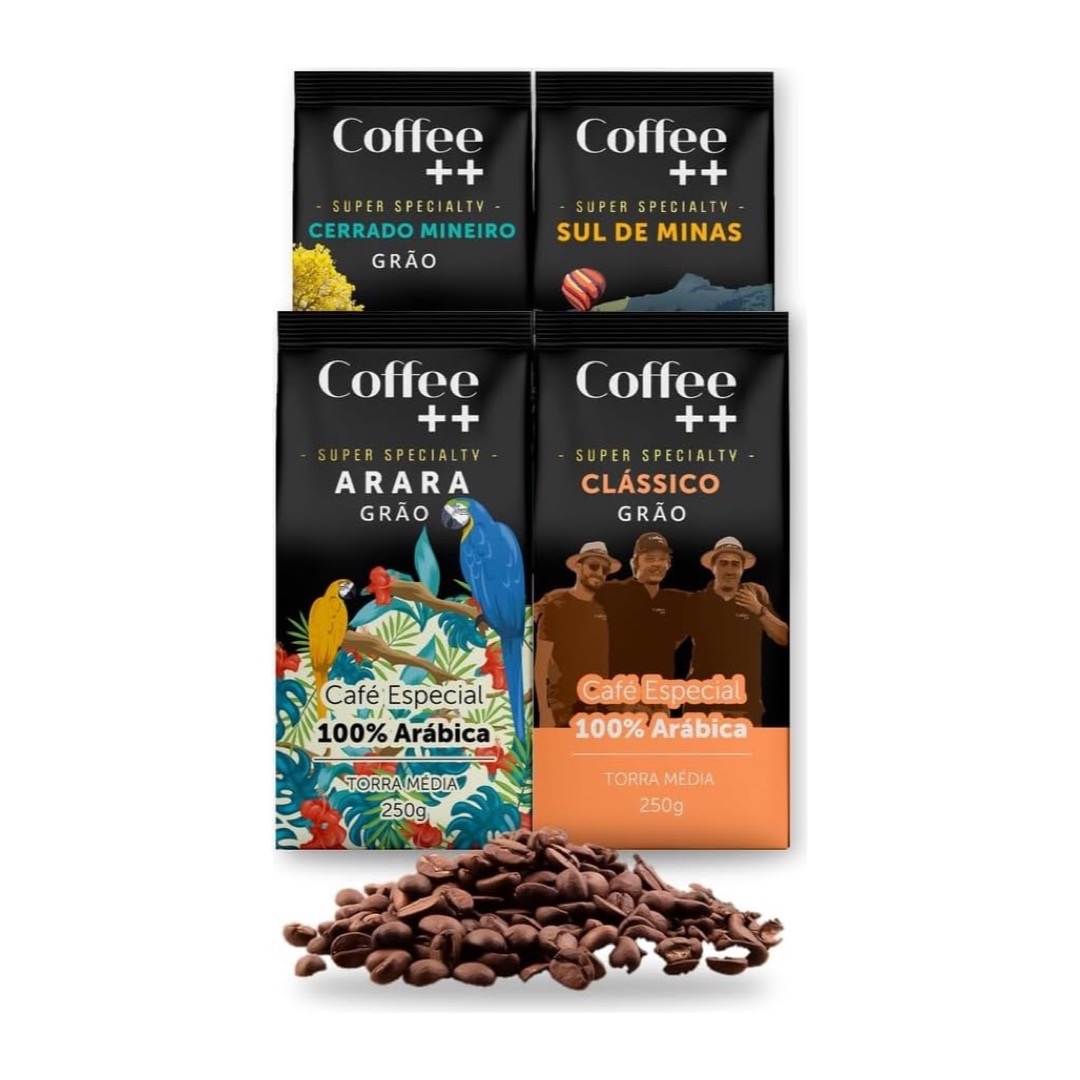 Coffee
++
- SUPER SPECIALTY -
CERRADO MINEIRO
GRÃO
Coffee
++
- SUPER SPECIALTY -
SUL DE MINAS
Coffee
++
- SUPER SPECIALTY -
ARARA
GRÃO
Café Especial
100% Arábica
TORRA MÉDIA
250g
Coffee
++
- SUPER SPECIALTY -
CLÁSSICO
GRÃO
Café Especial
100% Arábica
TORRA MÉDIA
250g